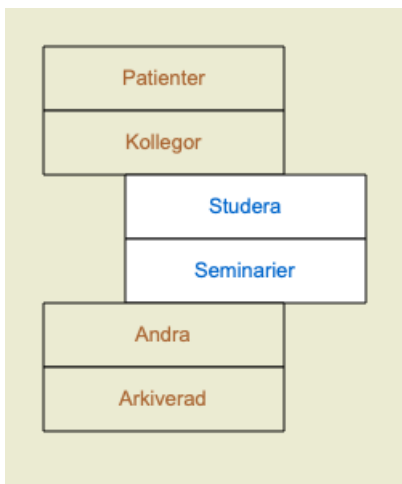 Patienter
Kollegor
Studera
Seminarier
Andra
Arkiverad